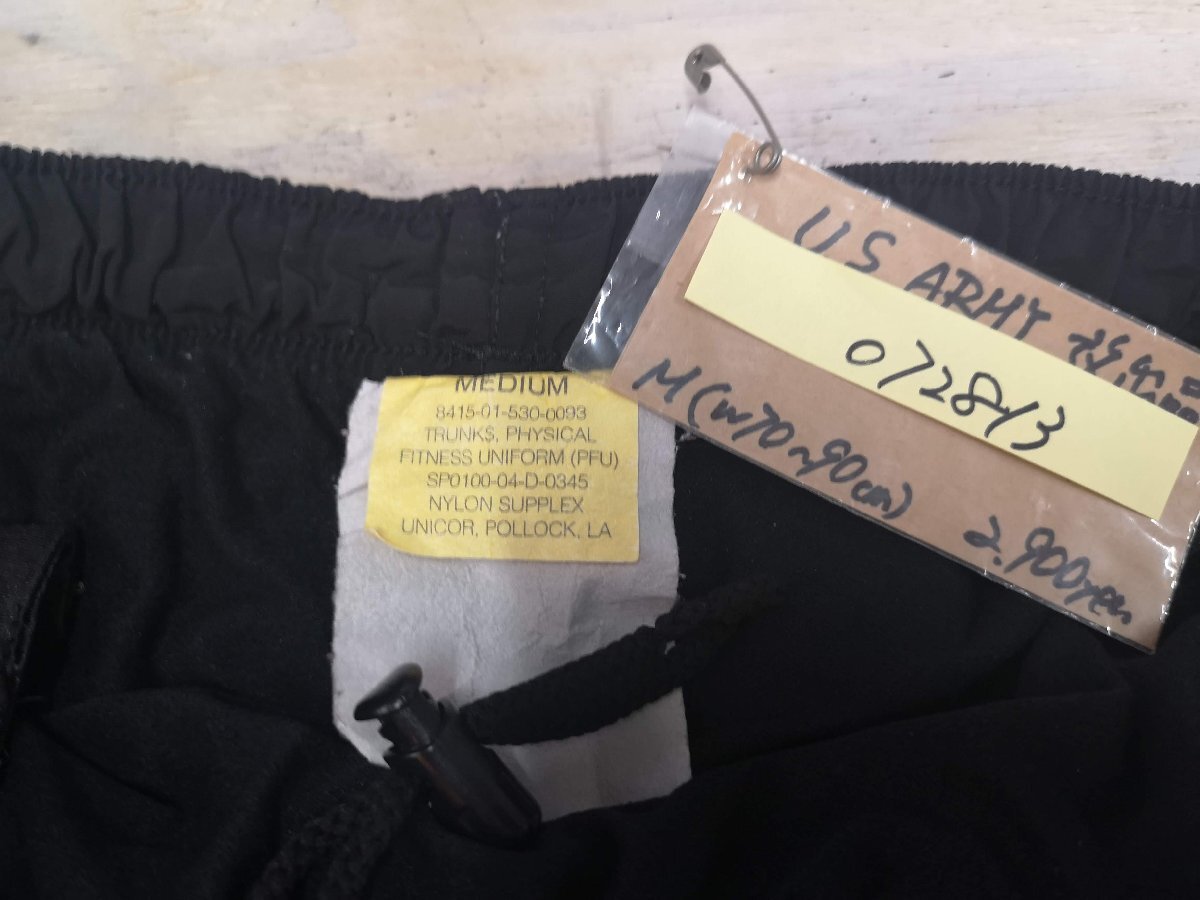 MEDIUM
8415-01-530-0093
TRUNKS, PHYSICAL
FITNESS UNIFORM (PFU)
SP0100-04-D-0345
NYLON SUPPLEX
UNICOR, POLLOCK, LA
US ARMY
072813
M (W70~90cm)
2.900yen